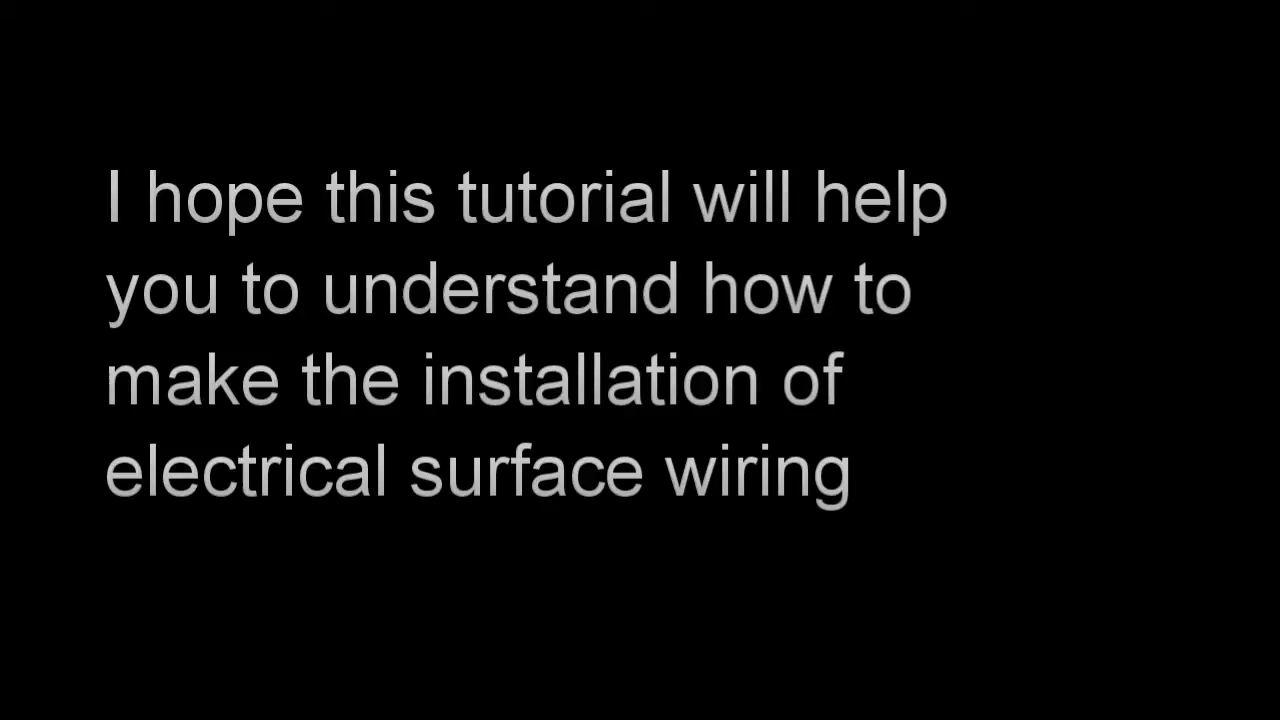 I hope this tutorial will help
you to understand how to
make the installation of
electrical surface wiring